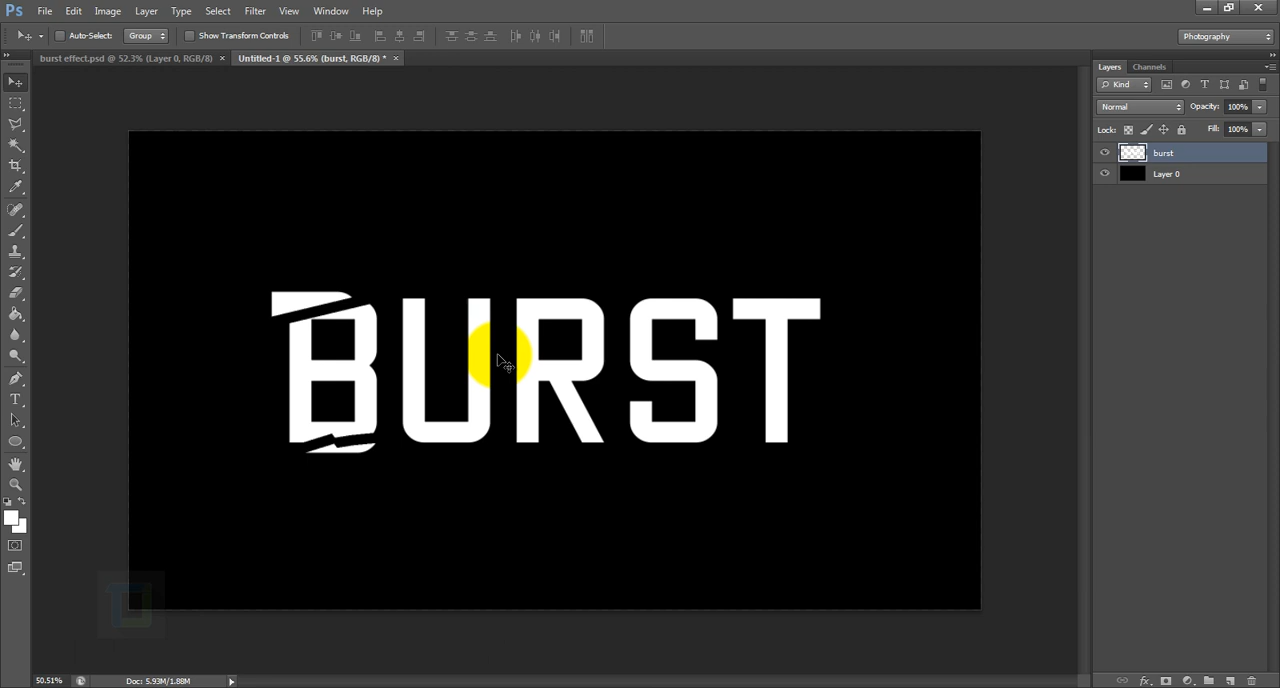 Ps File Edit Image Layer Type Select Filter View Window Help
Auto-Select: Group Show Transform Controls Photography
burst effect.psd @ 52.3% (Layer 0, RGB/8) × Untitled-1 @ 55.6% (burst, RGB/8) * ×
Layers Channels
Kind
Normal Opacity: 100%
Lock: Fill: 100%
burst
Layer 0
BURST
50.51% Doc: 5.93M/1.88M